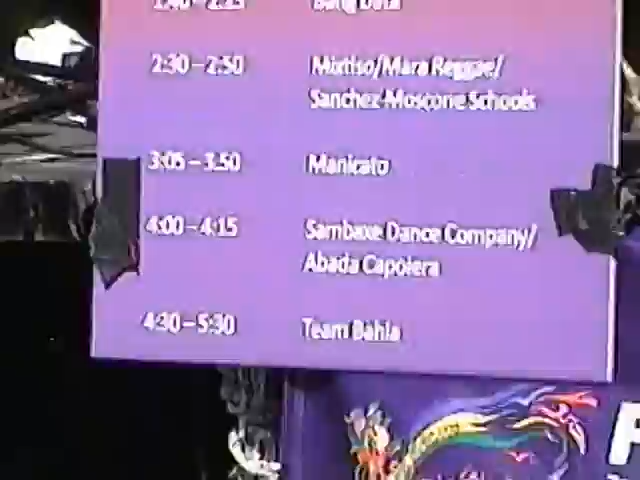 2:30 – 2:50 Mixtiso/Mara Reggae/
Sanchez-Moscone Schools
3:05 – 3.50 Manicato
4:00 – 4:15 Sambaxe Dance Company/
Abada Capoiera
4:30 – 5:30 Team Bahia